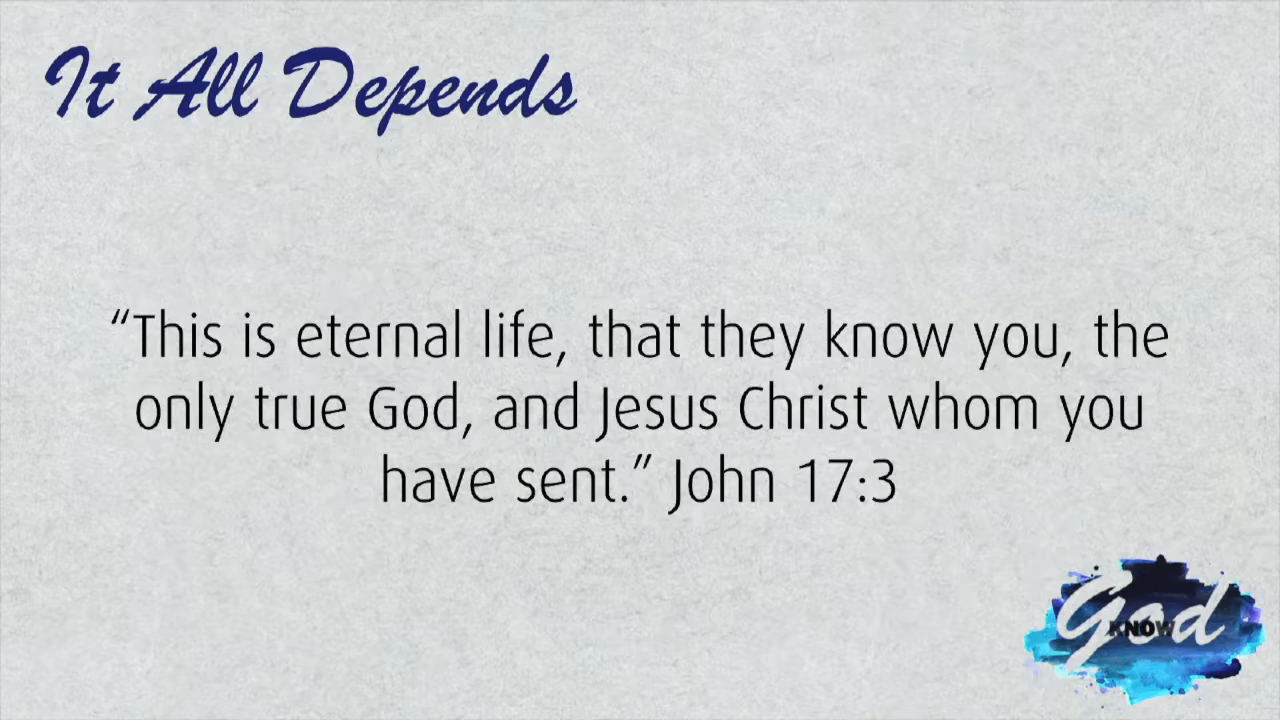 It All Depends
“This is eternal life, that they know you, the
only true God, and Jesus Christ whom you
have sent.” John 17:3
God
KNOW